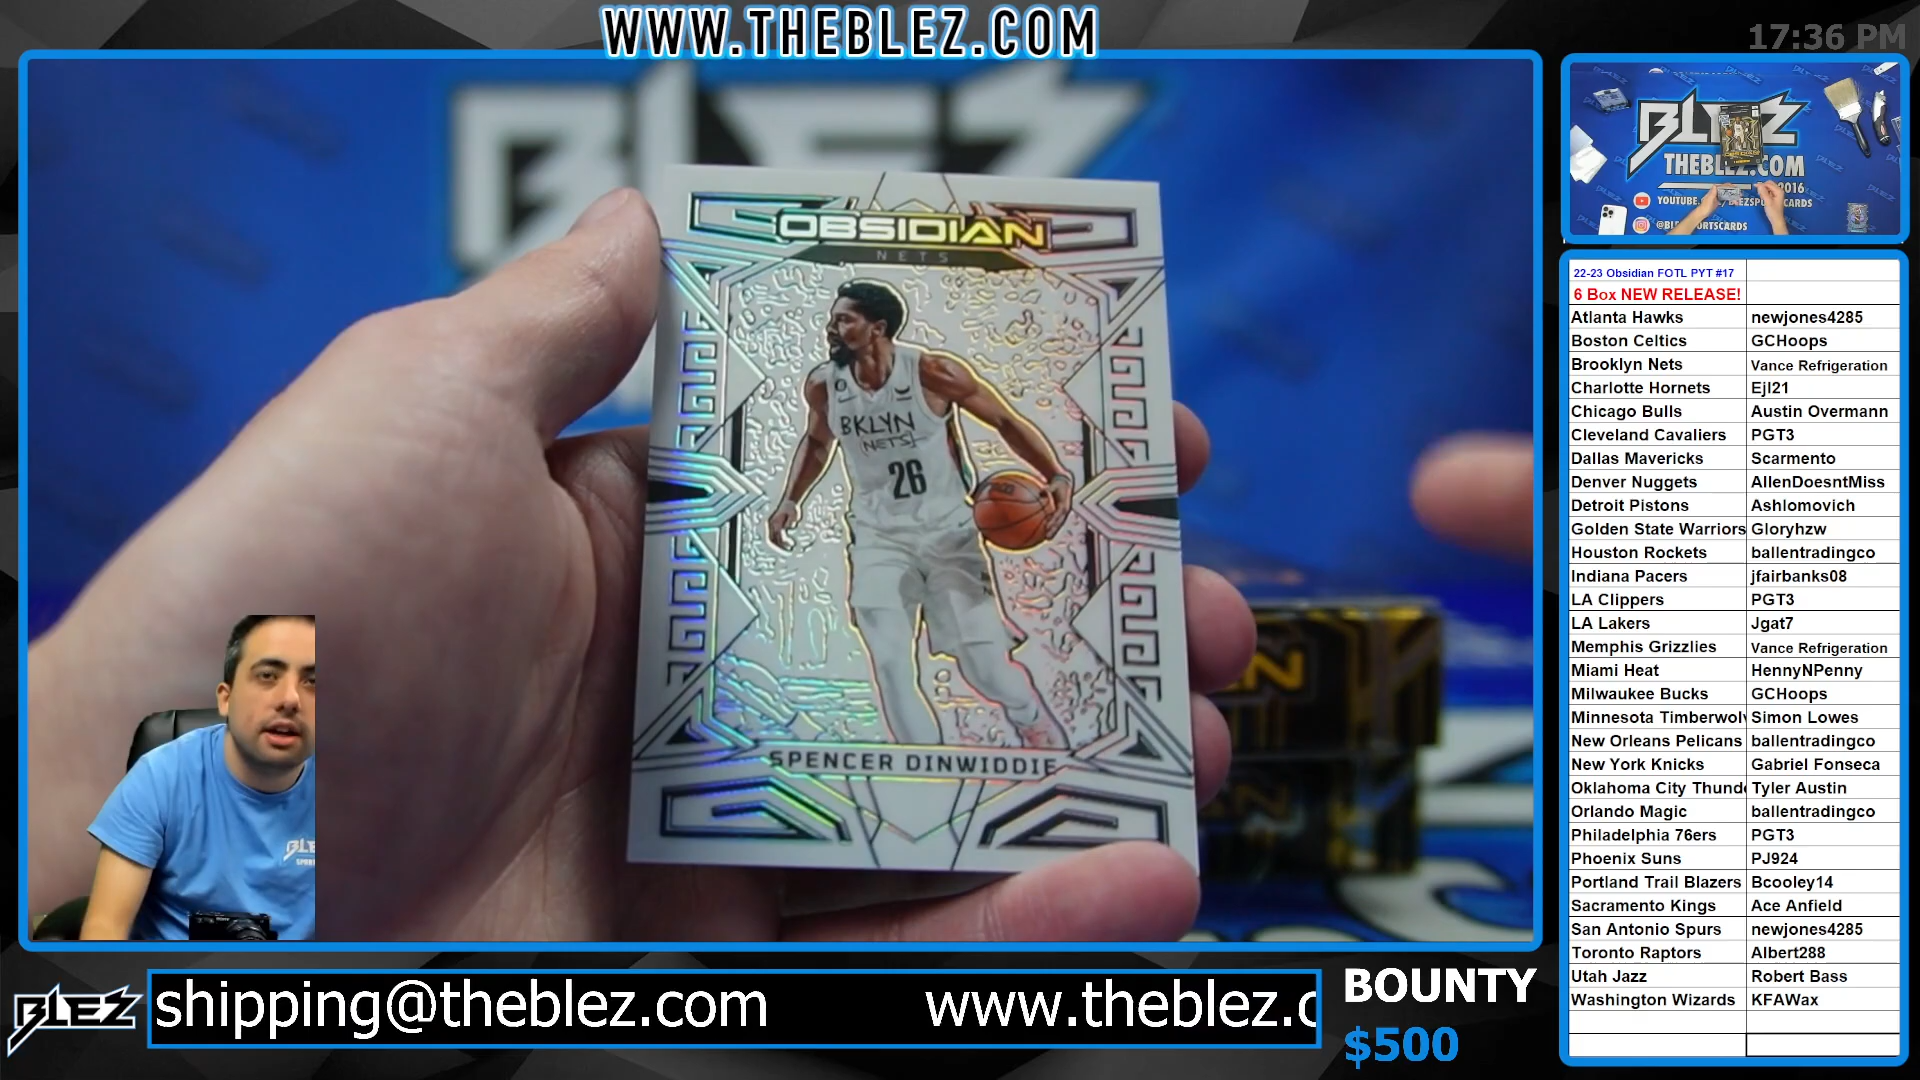 WWW.THEBLEZ.COM
17:36 PM
BLEZ
OBSIDIAN
NETS
BKLYN
NETS
26
SPENCER DINWIDDIE
BLEZ
THEBLEZ.COM
2016
22-23 Obsidian FOTL PYT #17
6 Box NEW RELEASE!
Atlanta Hawks newjones4285
Boston Celtics GCHoops
Brooklyn Nets Vance Refrigeration
Charlotte Hornets Ejl21
Chicago Bulls Austin Overmann
Cleveland Cavaliers PGT3
Dallas Mavericks Scarmento
Denver Nuggets AllenDoesntMiss
Detroit Pistons Ashlomovich
Golden State Warriors Gloryhzw
Houston Rockets ballentradingco
Indiana Pacers jfairbanks08
LA Clippers PGT3
LA Lakers Jgat7
Memphis Grizzlies Vance Refrigeration
Miami Heat HennyNPenny
Milwaukee Bucks GCHoops
Minnesota Timberwolv Simon Lowes
New Orleans Pelicans ballentradingco
New York Knicks Gabriel Fonseca
Oklahoma City Thunde Tyler Austin
Orlando Magic ballentradingco
Philadelphia 76ers PGT3
Phoenix Suns PJ924
Portland Trail Blazers Bcooley14
Sacramento Kings Ace Anfield
San Antonio Spurs newjones4285
Toronto Raptors Albert288
Utah Jazz Robert Bass
Washington Wizards KFAWax
BLEZ
shipping@theblez.com www.theblez.c
BOUNTY
$500